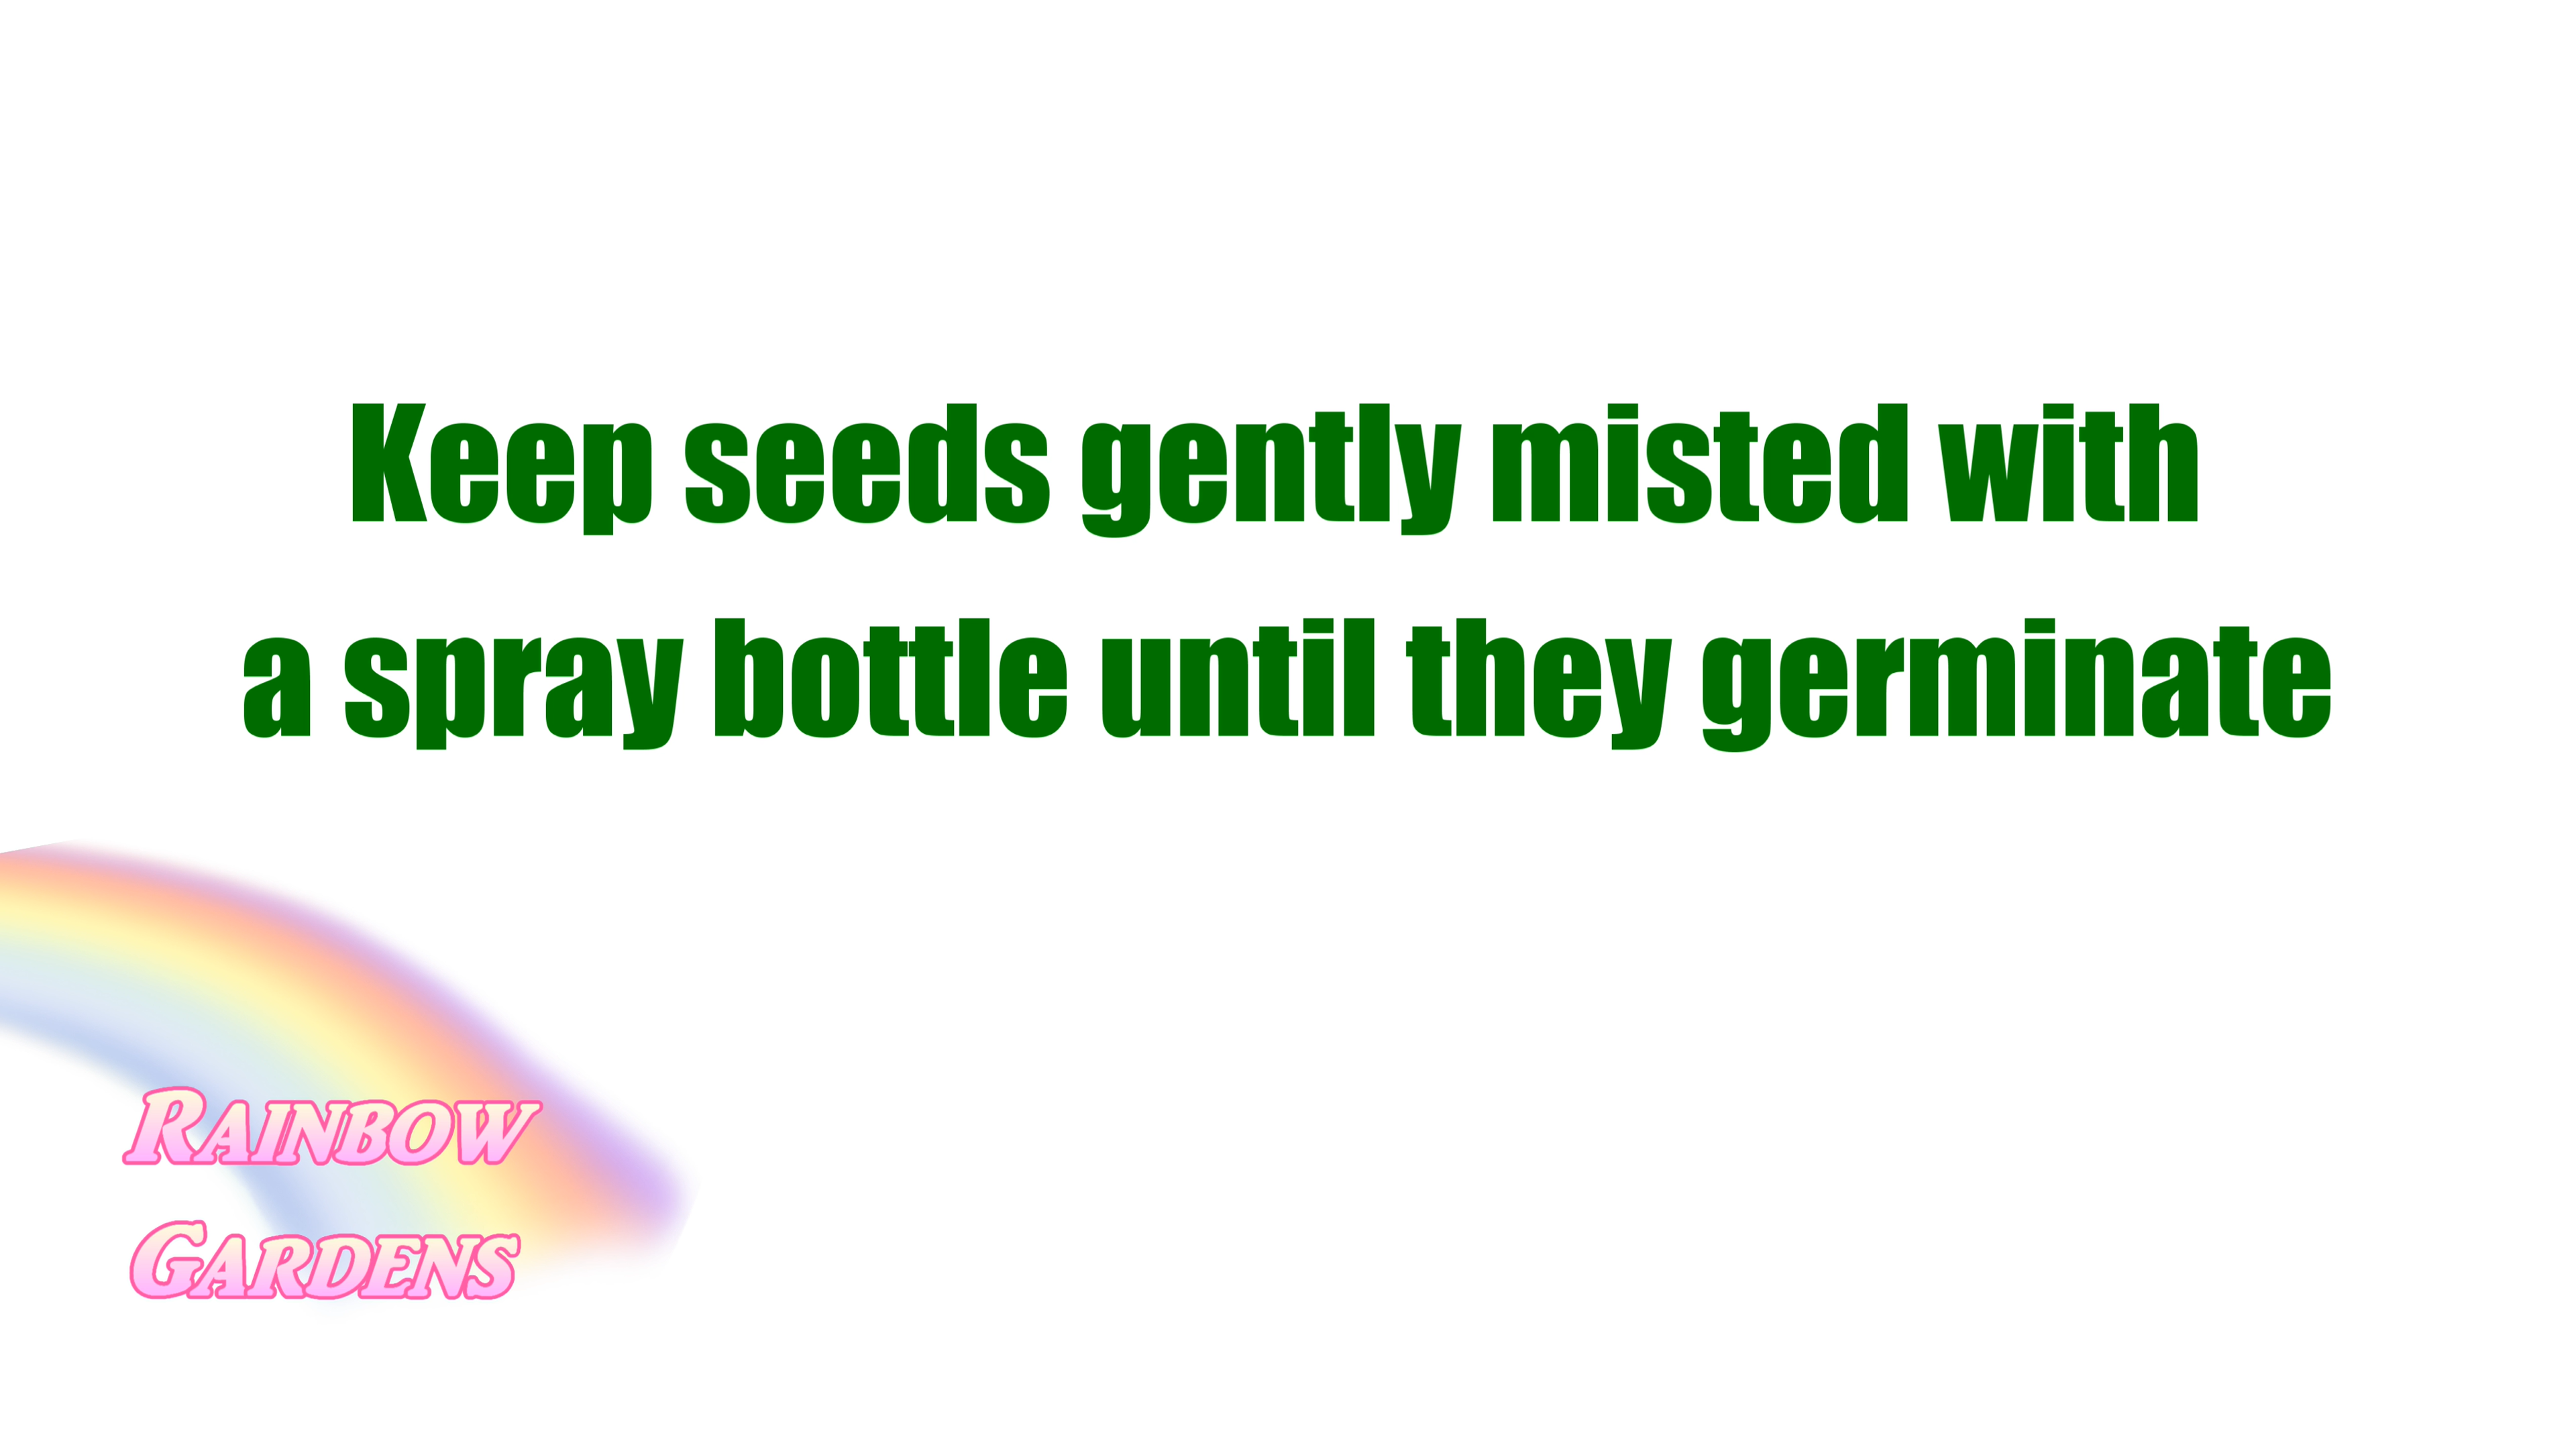 Keep seeds gently misted with
a spray bottle until they germinate
RAINBOW
GARDENS